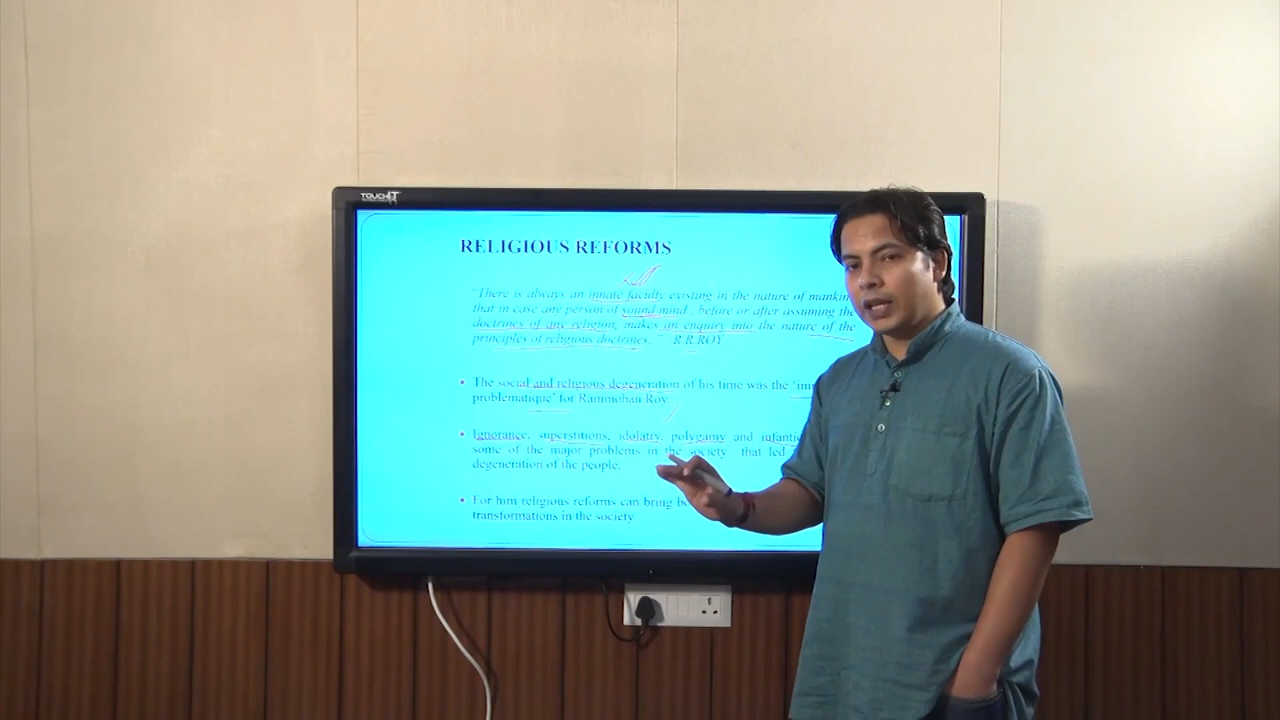 TOUCHIT
RELIGIOUS REFORMS
"There is always an innate faculty existing in the nature of mankin
that in case any person of sound mind , before or after assuming the
doctrines of any religion, makes an enquiry into the nature of the
principles of religious doctrines." – R R ROY
• The social and religious degeneration of his time was the 'im
problematique' for Rammohan Roy.
• Ignorance, superstitions, idolatry, polygamy and infantic
some of the major problems in the society that led
degeneration of the people.
• For him religious reforms can bring be
transformations in the society.